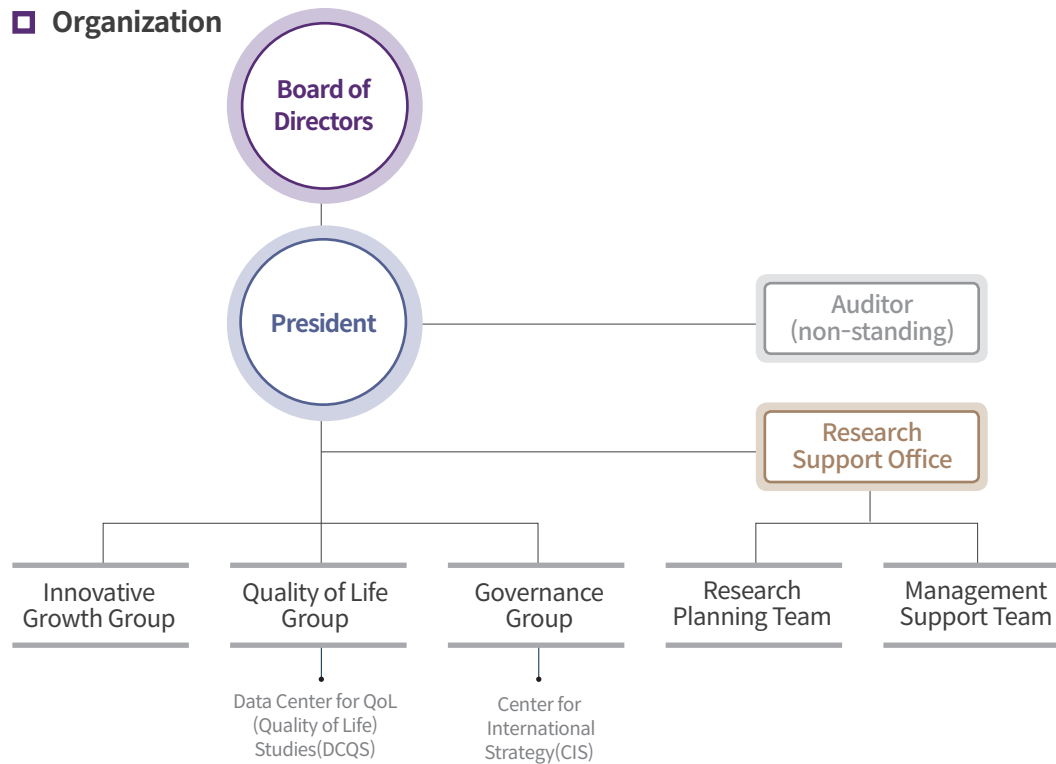 Organization
Board of
Directors
President
Auditor
(non-standing)
Research
Support Office
Innovative
Growth Group
Quality of Life
Group
Governance
Group
Research
Planning Team
Management
Support Team
Data Center for QoL
(Quality of Life)
Studies(DCQS)
Center for
International
Strategy(CIS)